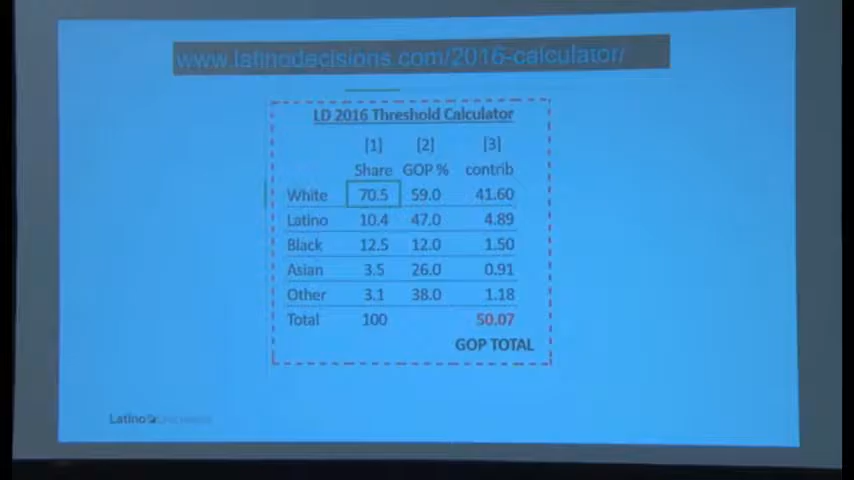 www.latinodecisions.com/2016-calculator/
LD 2016 Threshold Calculator
[1] [2] [3]
Share GOP % contrib
White 70.5 59.0 41.60
Latino 10.4 47.0 4.89
Black 12.5 12.0 1.50
Asian 3.5 26.0 0.91
Other 3.1 38.0 1.18
Total 100 50.07
GOP TOTAL
Latino